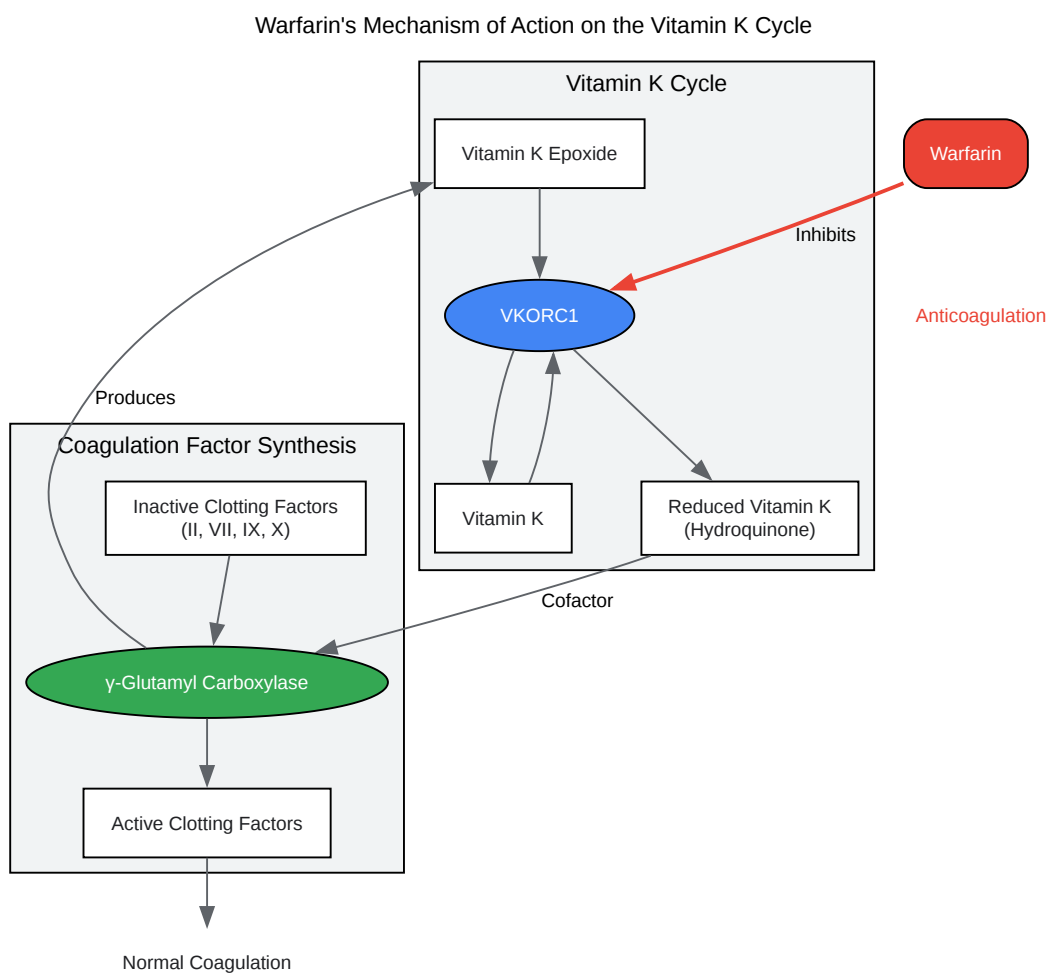 Warfarin's Mechanism of Action on the Vitamin K Cycle
Vitamin K Cycle
Vitamin K Epoxide
Warfarin
Inhibits
VKORC1
Anticoagulation
Produces
Coagulation Factor Synthesis
Inactive Clotting Factors
(II, VII, IX, X)
Vitamin K
Reduced Vitamin K
(Hydroquinone)
Cofactor
γ-Glutamyl Carboxylase
Active Clotting Factors
Normal Coagulation